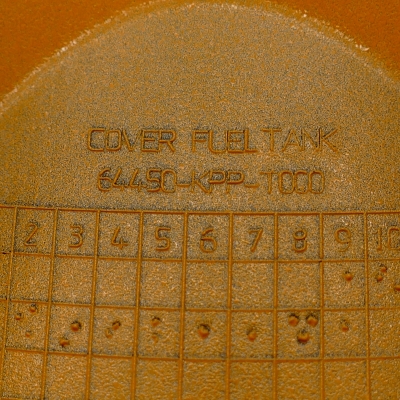 COVER FUEL TANK
64450-KPP-T000
2 3 4 5 6 7 8 9 10